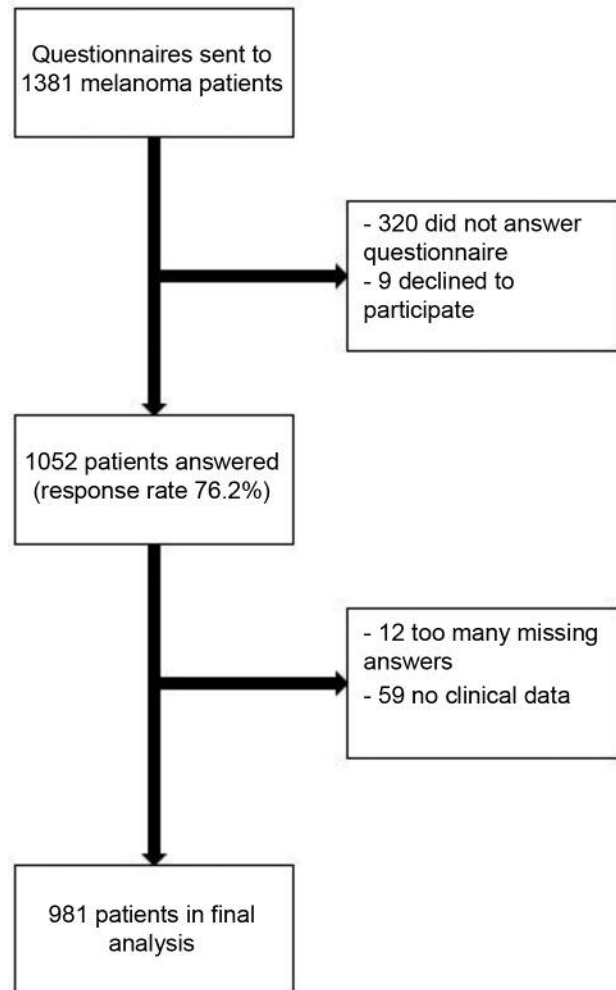 Questionnaires sent to
1381 melanoma patients
- 320 did not answer
questionnaire
- 9 declined to
participate
1052 patients answered
(response rate 76.2%)
- 12 too many missing
answers
- 59 no clinical data
981 patients in final
analysis